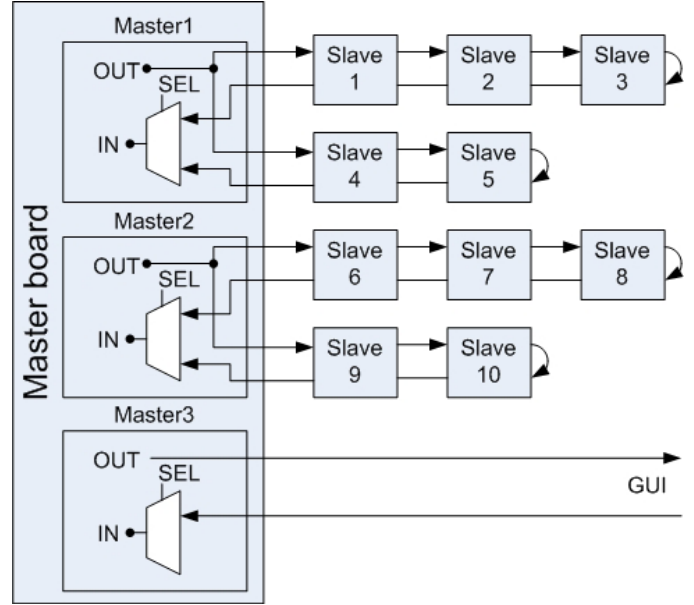 Master board
Master1
OUT
SEL
IN
Slave
1
Slave
2
Slave
3
Slave
4
Slave
5
Master2
OUT
SEL
IN
Slave
6
Slave
7
Slave
8
Slave
9
Slave
10
Master3
OUT
SEL
IN
GUI